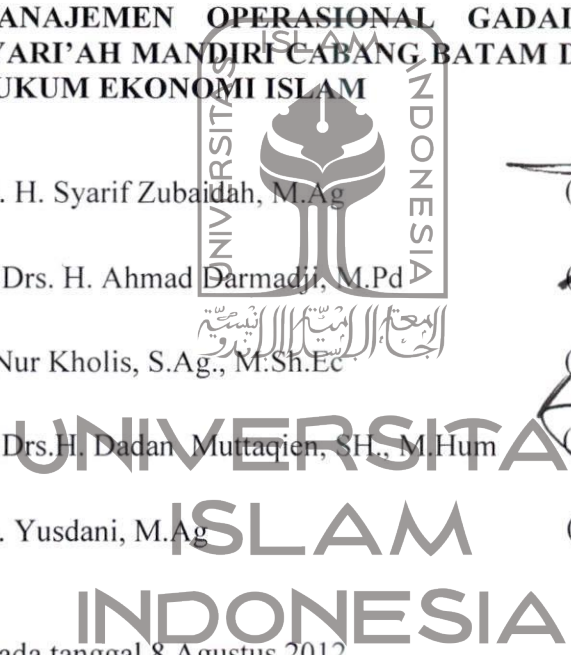 ANAJEMEN OPERASIONAL GADAI
YARI'AH MANDIRI CABANG BATAM D
UKUM EKONOMI ISLAM
. H. Syarif Zubaidah, M.Ag (
Drs. H. Ahmad Darmadji, M.Pd
Nur Kholis, S.Ag., M.Sh.Ec (
Drs.H. Dadan Muttaqien, SH., M.Hum (
. Yusdani, M.Ag (
ada tanggal 8 Agustus 2012
UNIVERSITAS
ISLAM
INDONESIA
UNIVERSITA
ISLAM
INDONESIA